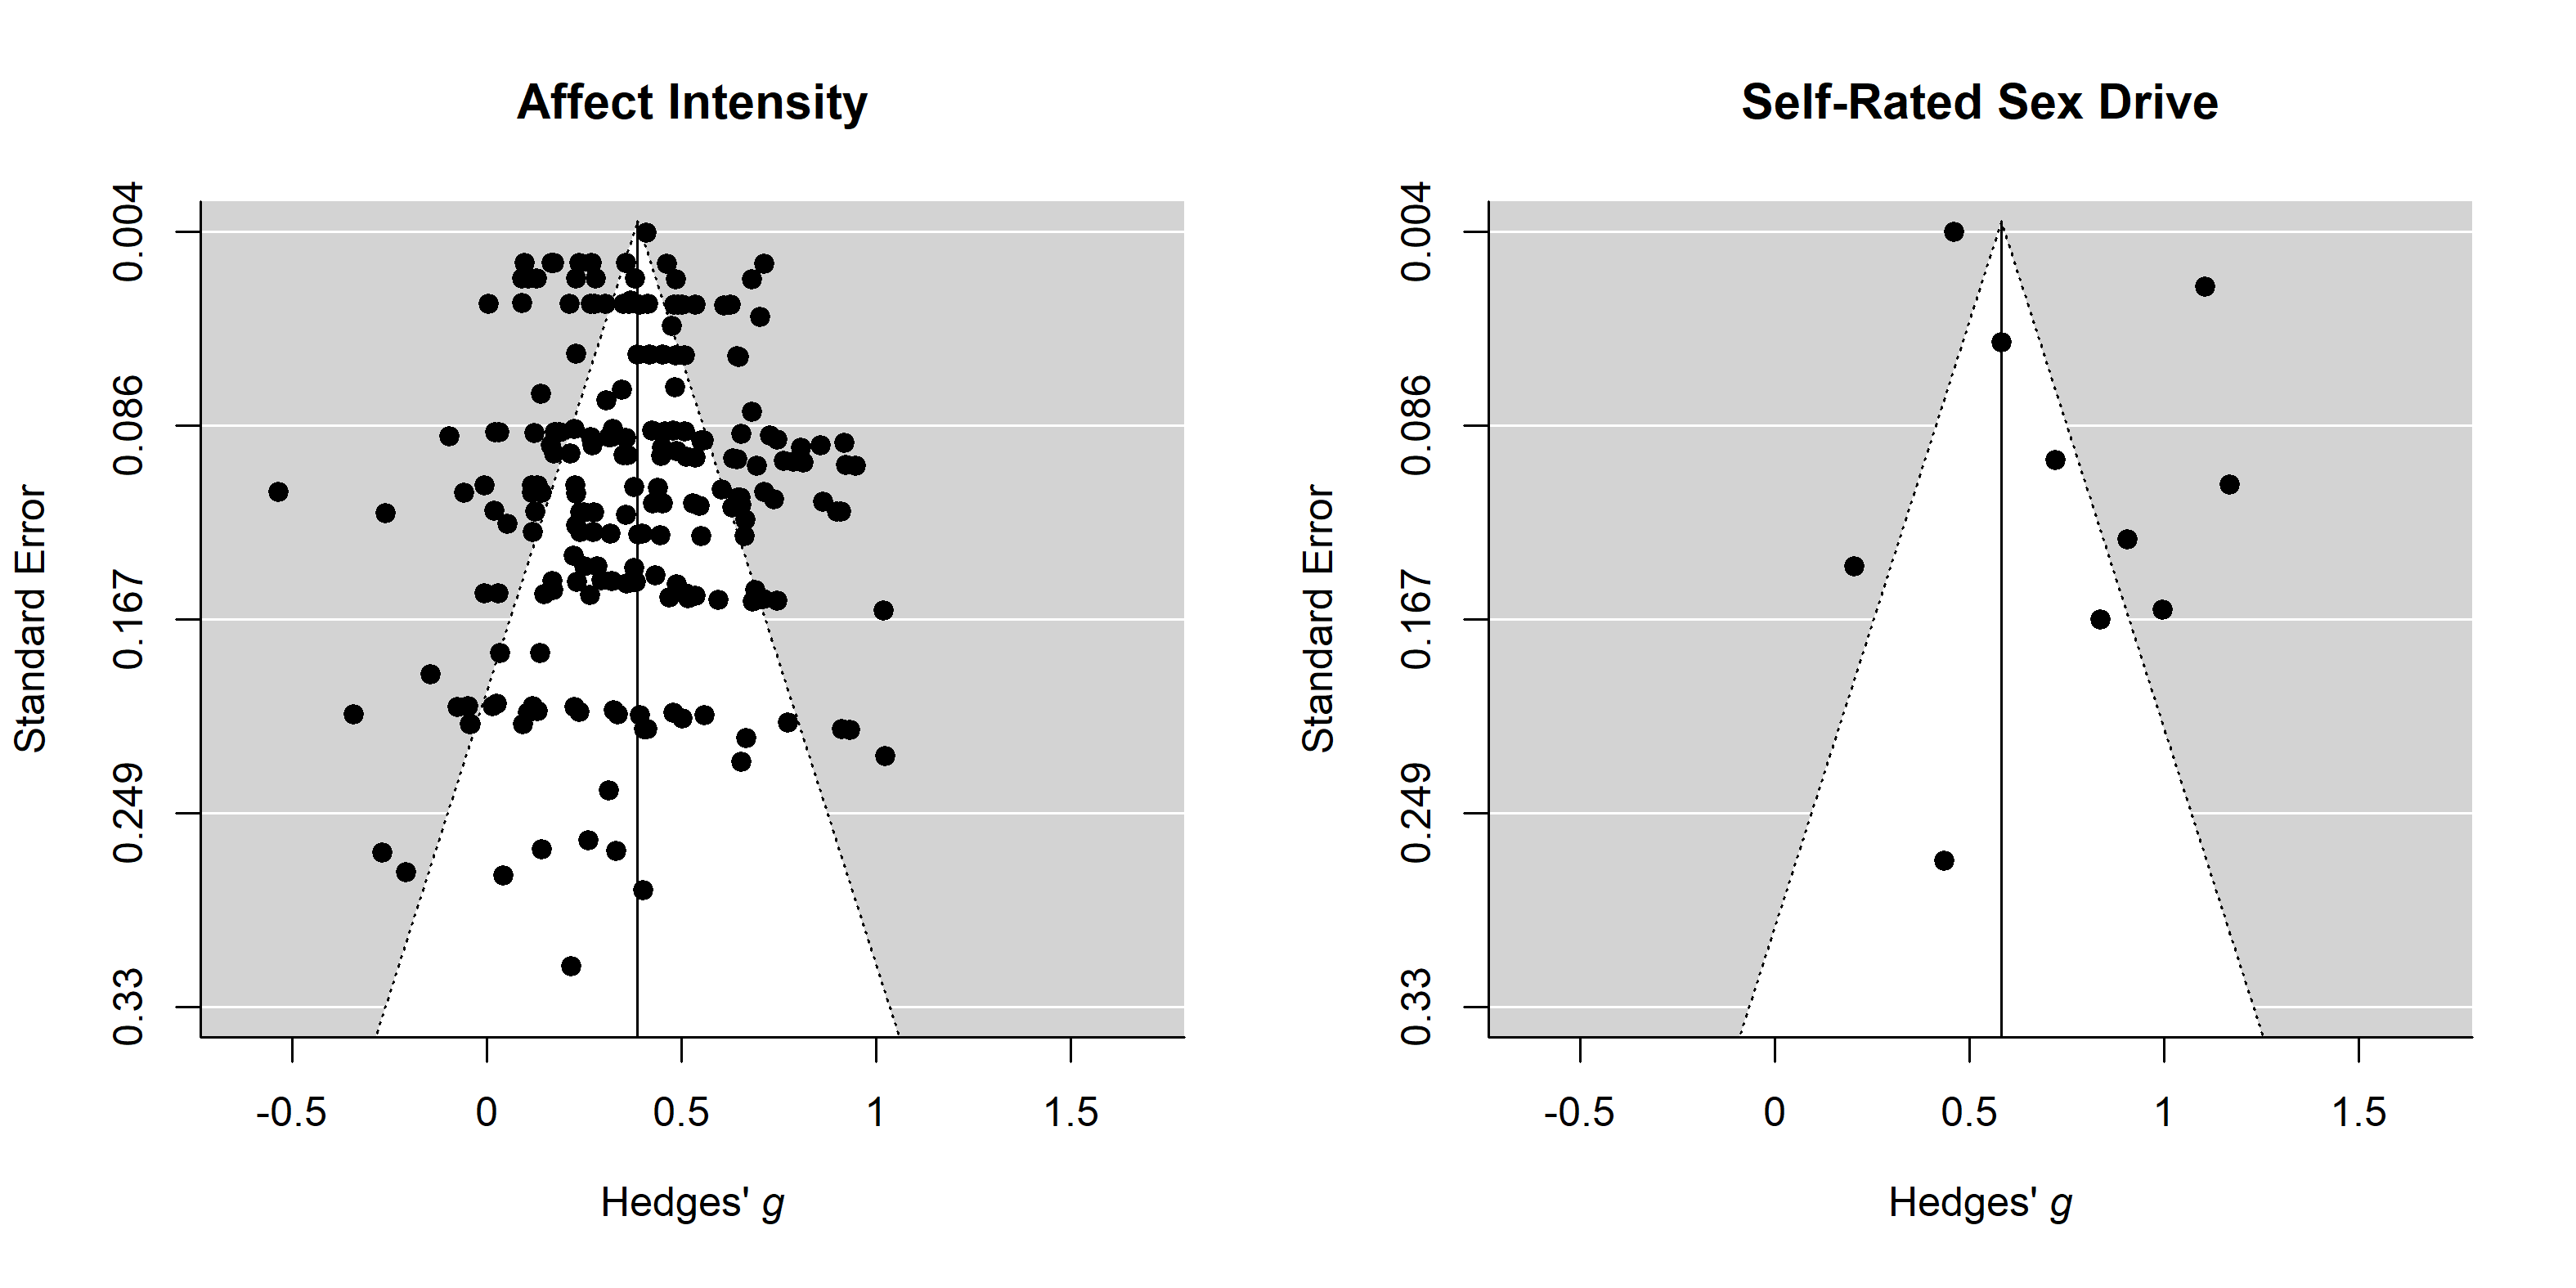 Affect Intensity
Standard Error
0.004
0.086
0.167
0.249
0.33
-0.5 0 0.5 1 1.5
Hedges' g
Self-Rated Sex Drive
Standard Error
0.004
0.086
0.167
0.249
0.33
-0.5 0 0.5 1 1.5
Hedges' g